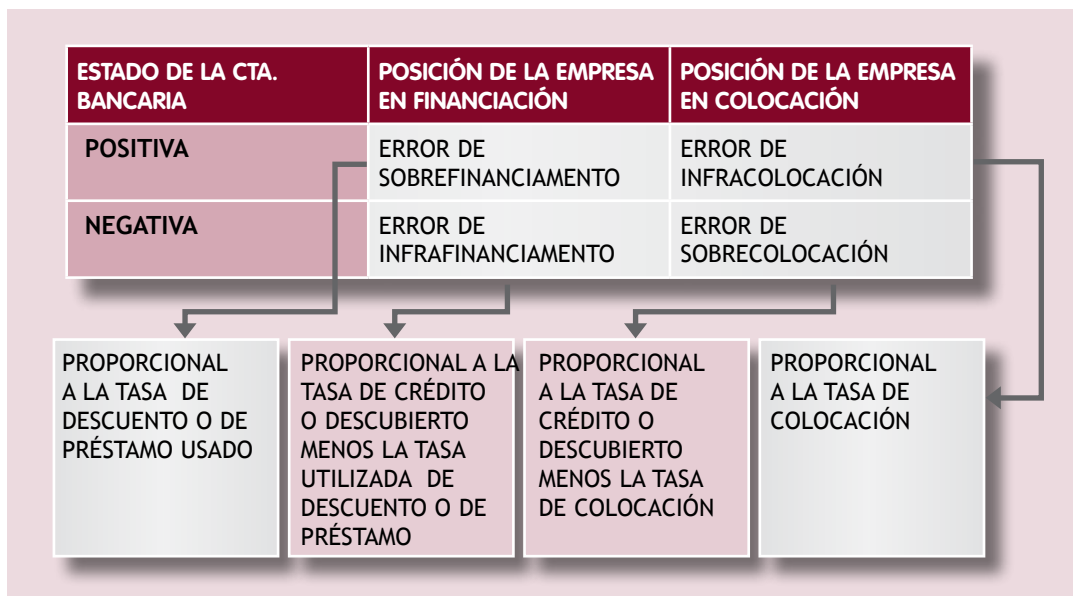 ESTADO DE LA CTA.
BANCARIA
POSICIÓN DE LA EMPRESA
EN FINANCIACIÓN
POSICIÓN DE LA EMPRESA
EN COLOCACIÓN
POSITIVA
ERROR DE
SOBREFINANCIAMENTO
ERROR DE
INFRACOLOCACIÓN
NEGATIVA
ERROR DE
INFRAFINANCIAMENTO
ERROR DE
SOBRECOLOCACIÓN
PROPORCIONAL
A LA TASA DE
DESCUENTO O DE
PRÉSTAMO USADO
PROPORCIONAL A LA
TASA DE CRÉDITO
O DESCUBIERTO
MENOS LA TASA
UTILIZADA DE
DESCUENTO O DE
PRÉSTAMO
PROPORCIONAL
A LA TASA DE
CRÉDITO O
DESCUBIERTO
MENOS LA TASA
DE COLOCACIÓN
PROPORCIONAL
A LA TASA DE
COLOCACIÓN